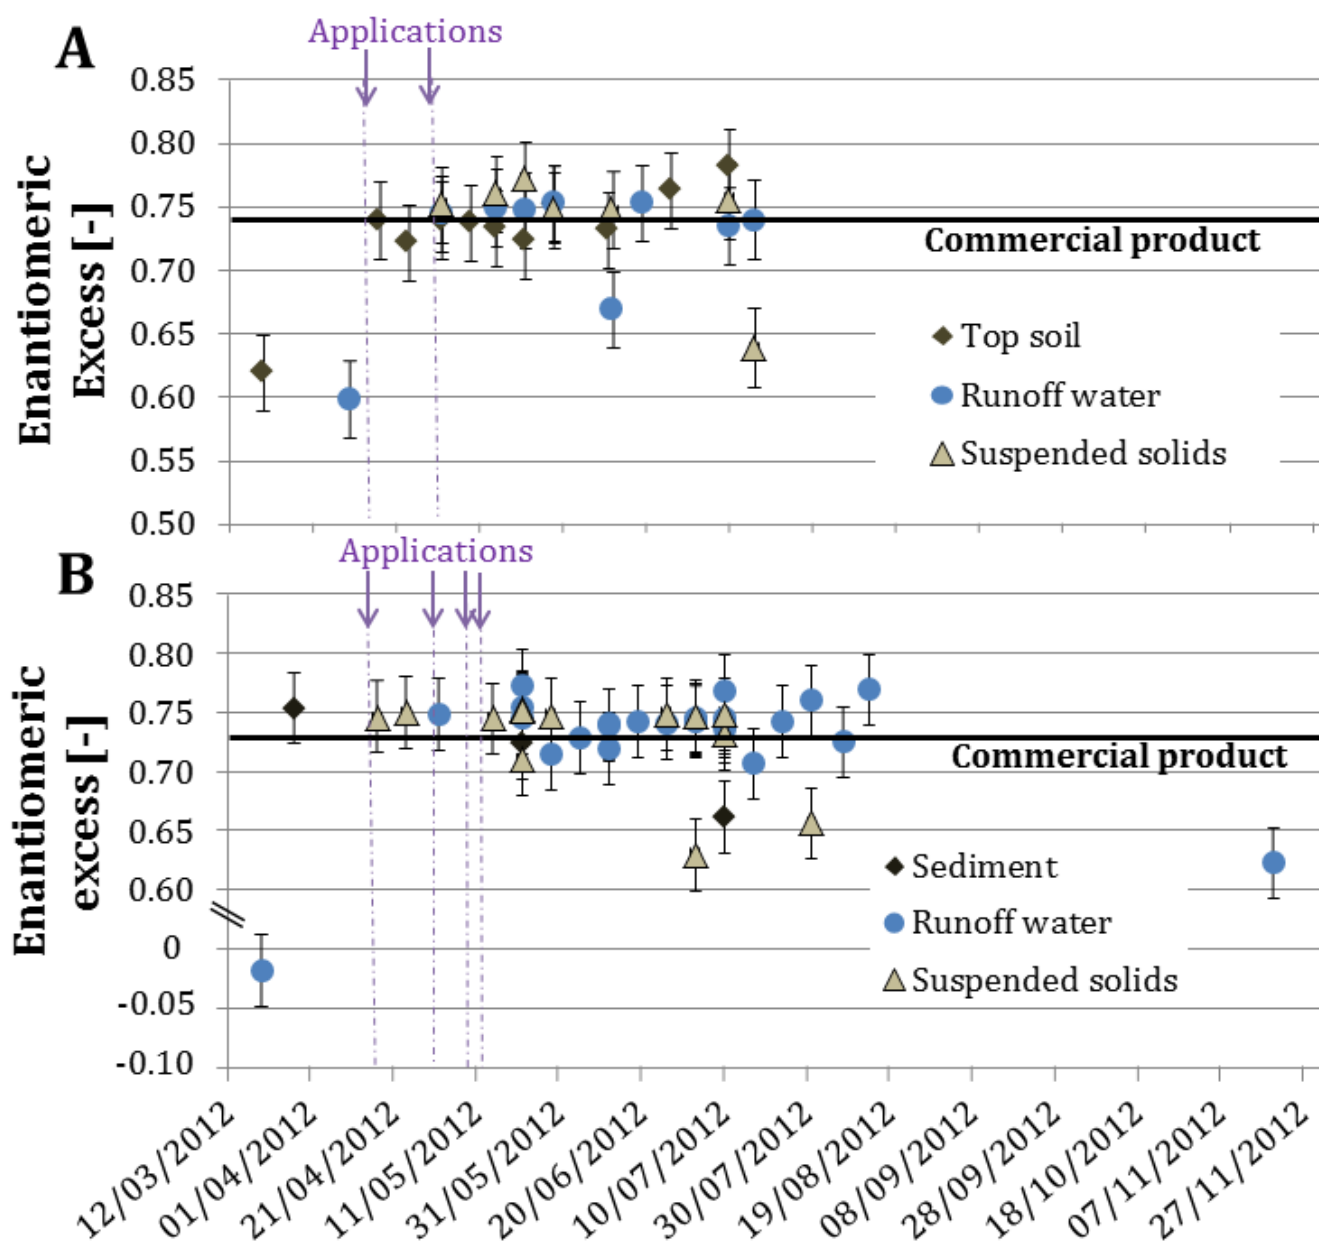 A
Applications
0.85
0.80
0.75
0.70
0.65
0.60
0.55
0.50
Enantiomeric
Excess [-]
Commercial product
Top soil
Runoff water
Suspended solids
B
Applications
0.85
0.80
0.75
0.70
0.65
0.60
0
-0.05
-0.10
Enantiomeric
excess [-]
Commercial product
Sediment
Runoff water
Suspended solids
12/03/2012
01/04/2012
21/04/2012
11/05/2012
31/05/2012
20/06/2012
10/07/2012
30/07/2012
19/08/2012
08/09/2012
28/09/2012
18/10/2012
07/11/2012
27/11/2012